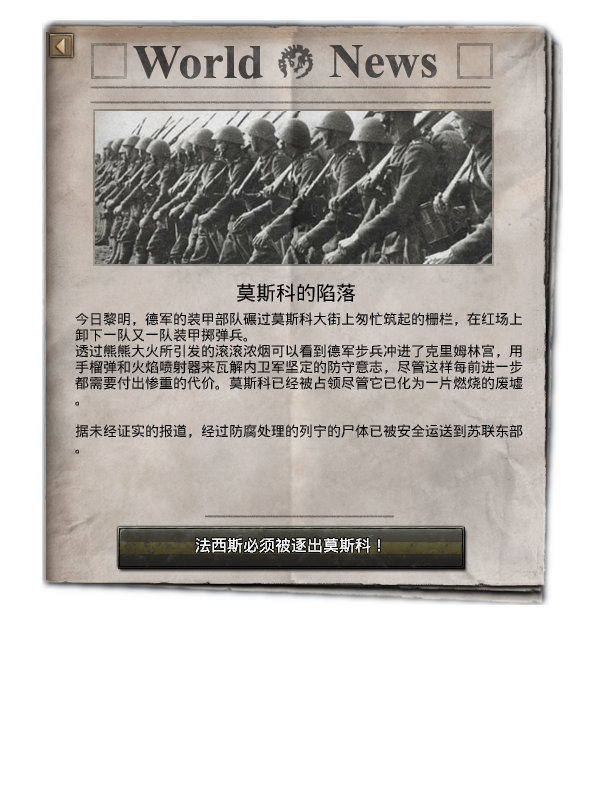 World News
莫斯科的陷落
今日黎明，德军的装甲部队碾过莫斯科大街上匆忙筑起的栅栏，在红场上
卸下一队又一队装甲掷弹兵。
透过熊熊大火所引发的滚滚浓烟可以看到德军步兵冲进了克里姆林宫，用
手榴弹和火焰喷射器来瓦解内卫军坚定的防守意志，尽管这样每前进一步
都需要付出惨重的代价。莫斯科已经被占领尽管它已化为一片燃烧的废墟
。
据未经证实的报道，经过防腐处理的列宁的尸体已被安全运送到苏联东部
。
法西斯必须被逐出莫斯科！